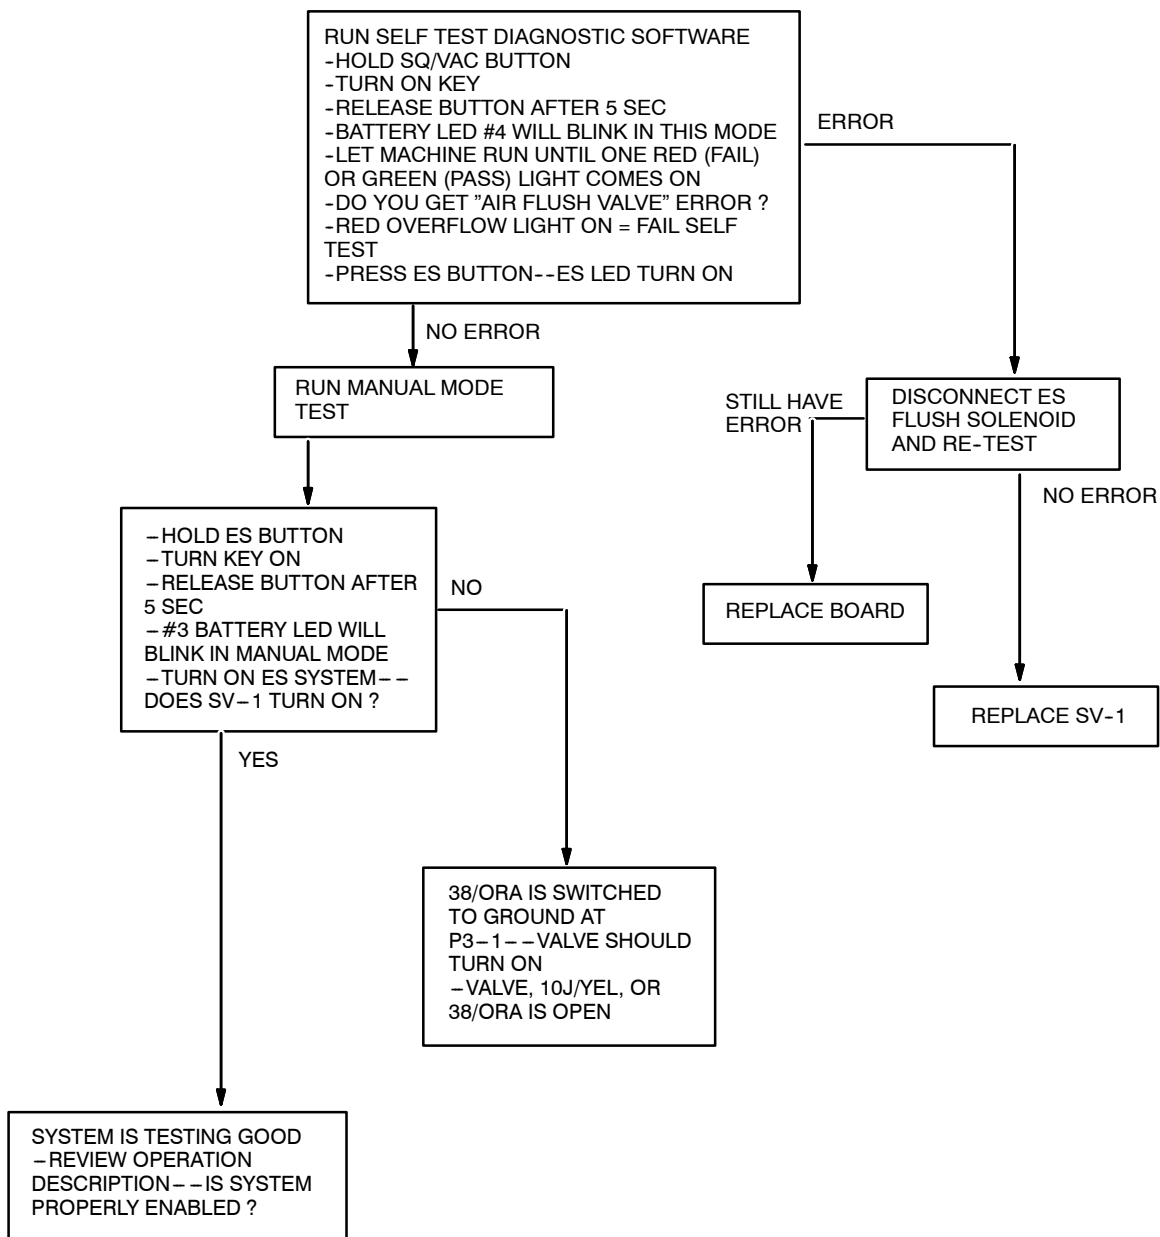 RUN SELF TEST DIAGNOSTIC SOFTWARE
-HOLD SQ/VAC BUTTON
-TURN ON KEY
-RELEASE BUTTON AFTER 5 SEC
-BATTERY LED #4 WILL BLINK IN THIS MODE
-LET MACHINE RUN UNTIL ONE RED (FAIL)
OR GREEN (PASS) LIGHT COMES ON
-DO YOU GET ”AIR FLUSH VALVE” ERROR ?
-RED OVERFLOW LIGHT ON = FAIL SELF
TEST
-PRESS ES BUTTON--ES LED TURN ON
ERROR
NO ERROR
RUN MANUAL MODE
TEST
STILL HAVE
ERROR
DISCONNECT ES
FLUSH SOLENOID
AND RE-TEST
NO ERROR
-HOLD ES BUTTON
-TURN KEY ON
-RELEASE BUTTON AFTER
5 SEC
-#3 BATTERY LED WILL
BLINK IN MANUAL MODE
-TURN ON ES SYSTEM--
DOES SV-1 TURN ON ?
NO
REPLACE BOARD
REPLACE SV-1
YES
38/ORA IS SWITCHED
TO GROUND AT
P3-1--VALVE SHOULD
TURN ON
-VALVE, 10J/YEL, OR
38/ORA IS OPEN
SYSTEM IS TESTING GOOD
-REVIEW OPERATION
DESCRIPTION--IS SYSTEM
PROPERLY ENABLED ?